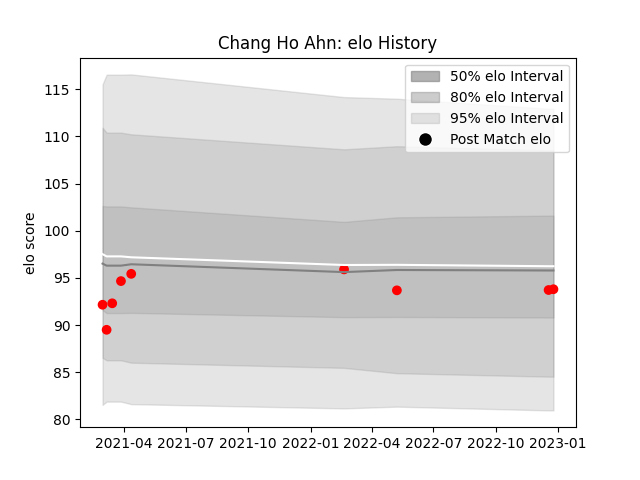 Chang Ho Ahn: elo History
50% elo Interval
80% elo Interval
95% elo Interval
Post Match elo
elo score
115
110
105
100
95
90
85
80
2021-04 2021-07 2021-10 2022-01 2022-04 2022-07 2022-10 2023-01